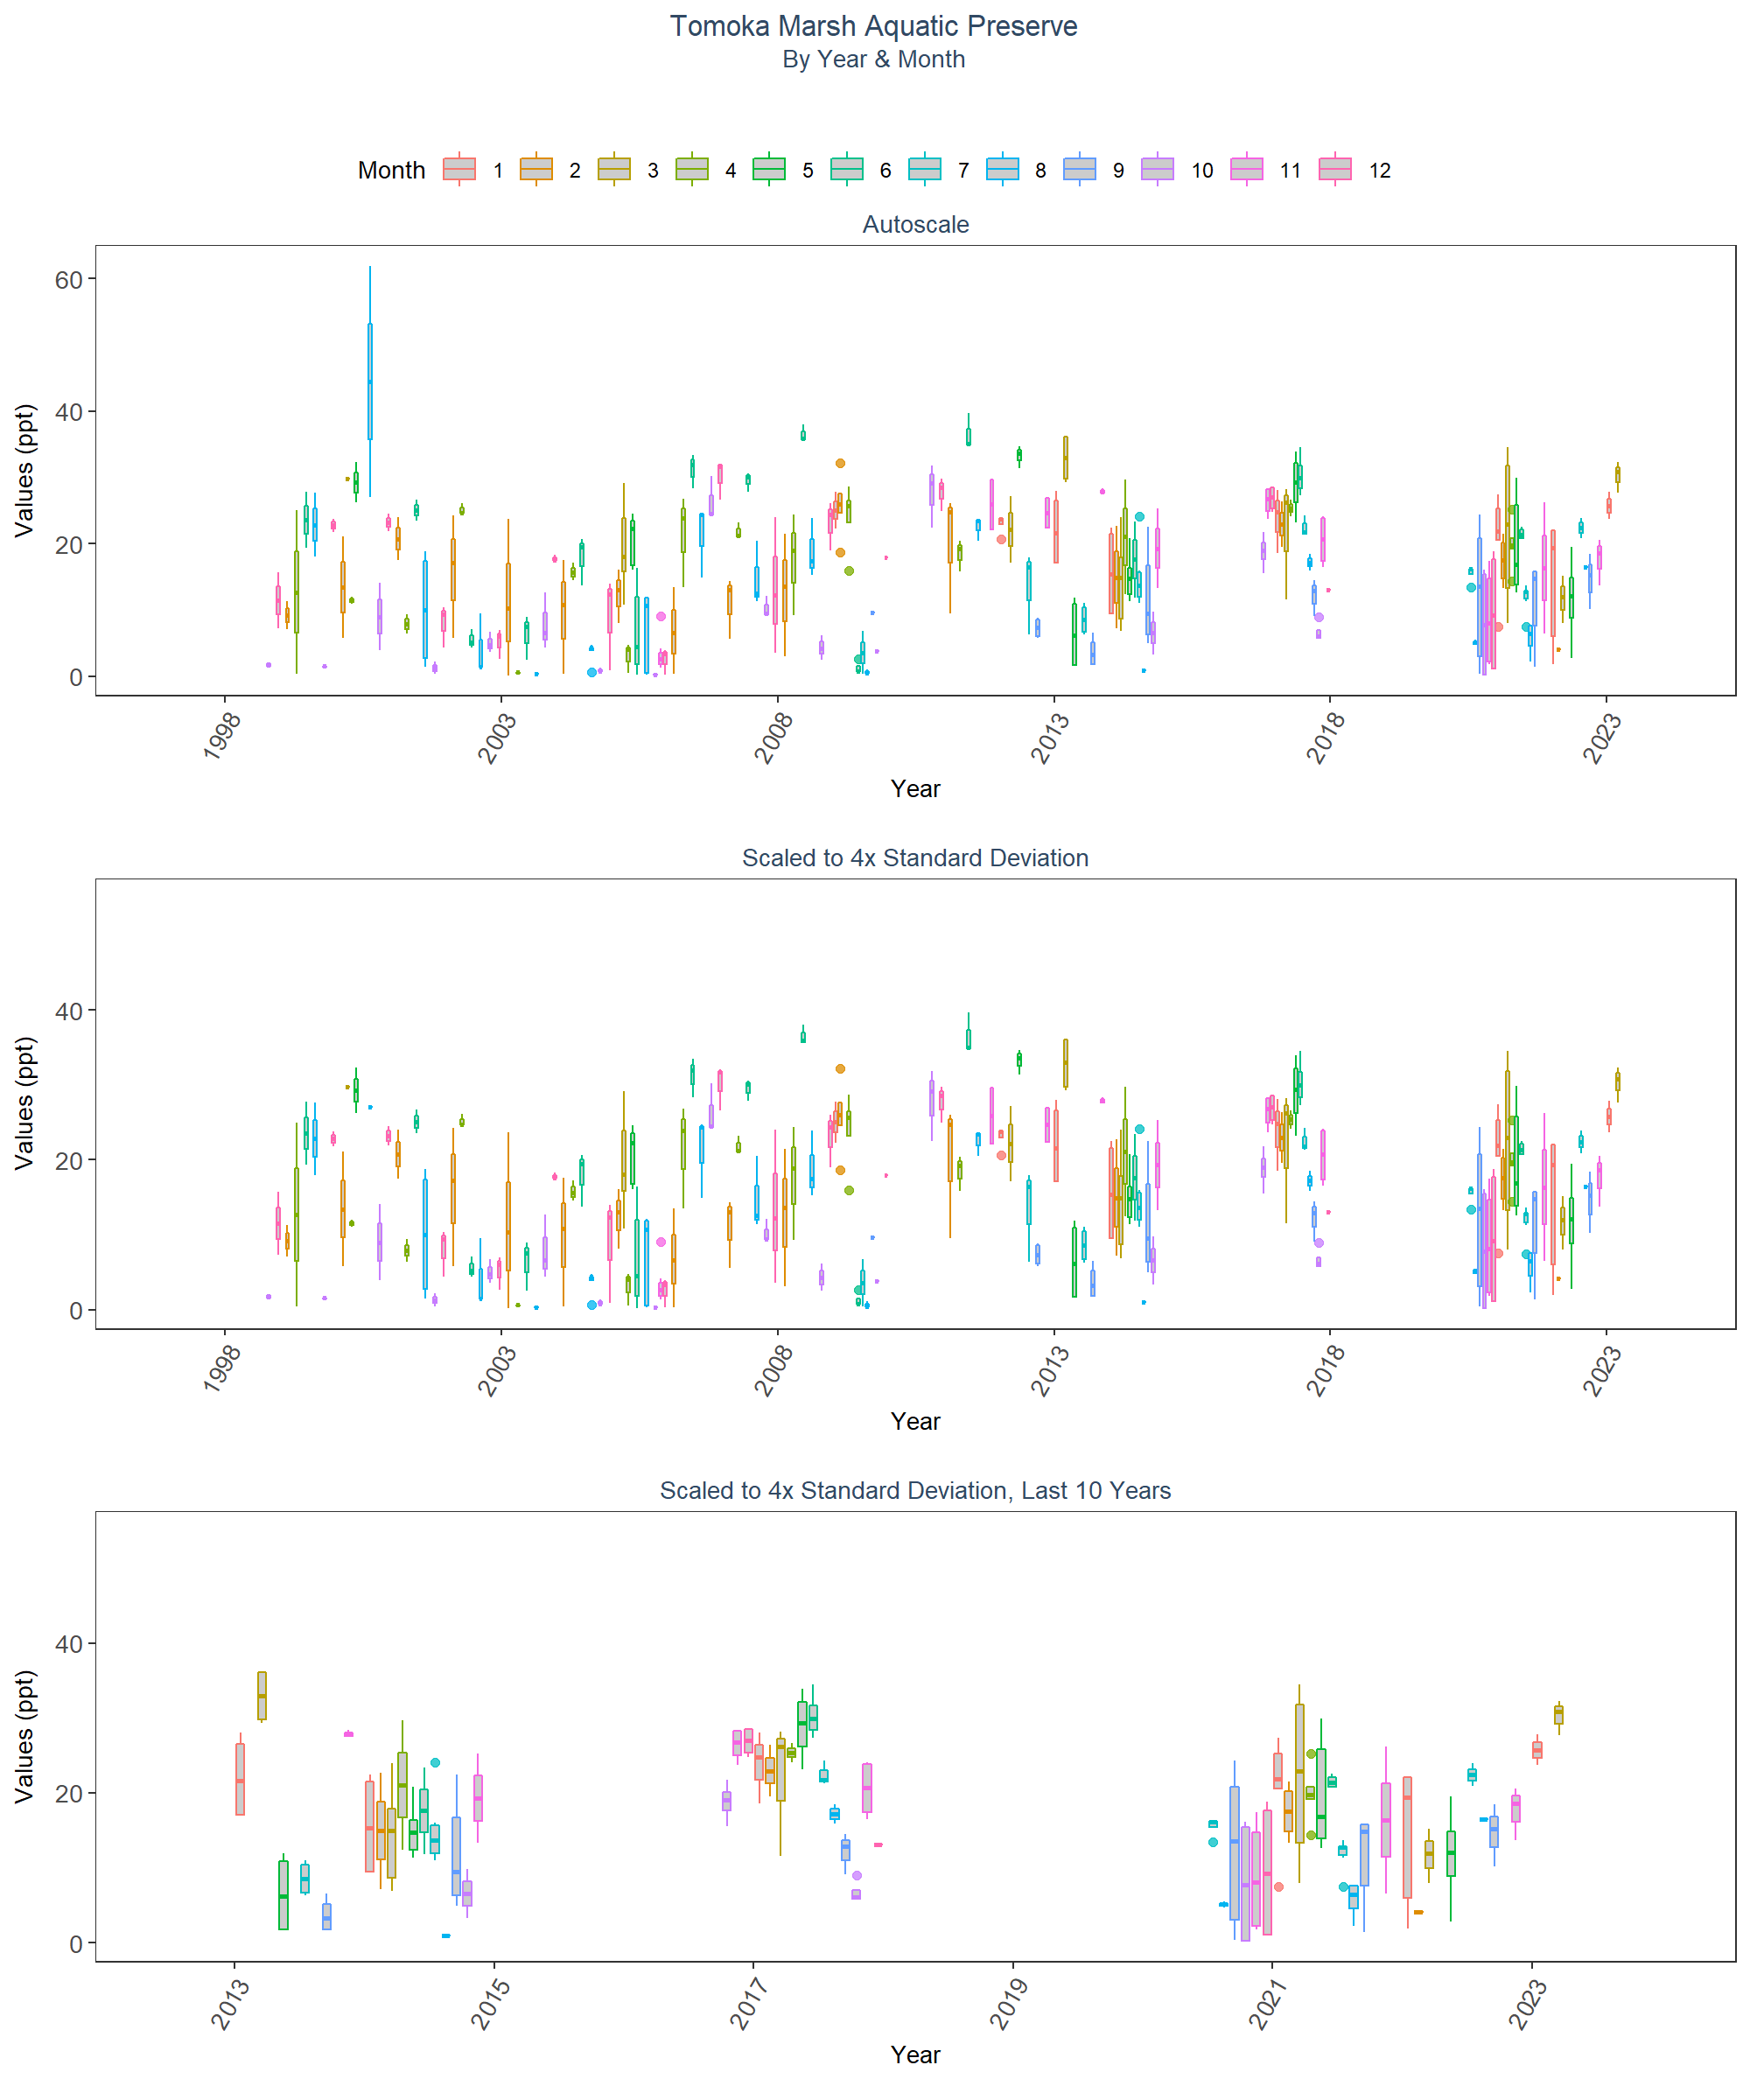 Tomoka Marsh Aquatic Preserve
By Year & Month
Month 1 2 3 4 5 6 7 8 9 10 11 12
Autoscale
Values (ppt)
60
40
20
0
1998 2003 2008 2013 2018 2023
Year
Scaled to 4x Standard Deviation
Values (ppt)
40
20
0
1998 2003 2008 2013 2018 2023
Year
Scaled to 4x Standard Deviation, Last 10 Years
Values (ppt)
40
20
0
2013 2015 2017 2019 2021 2023
Year